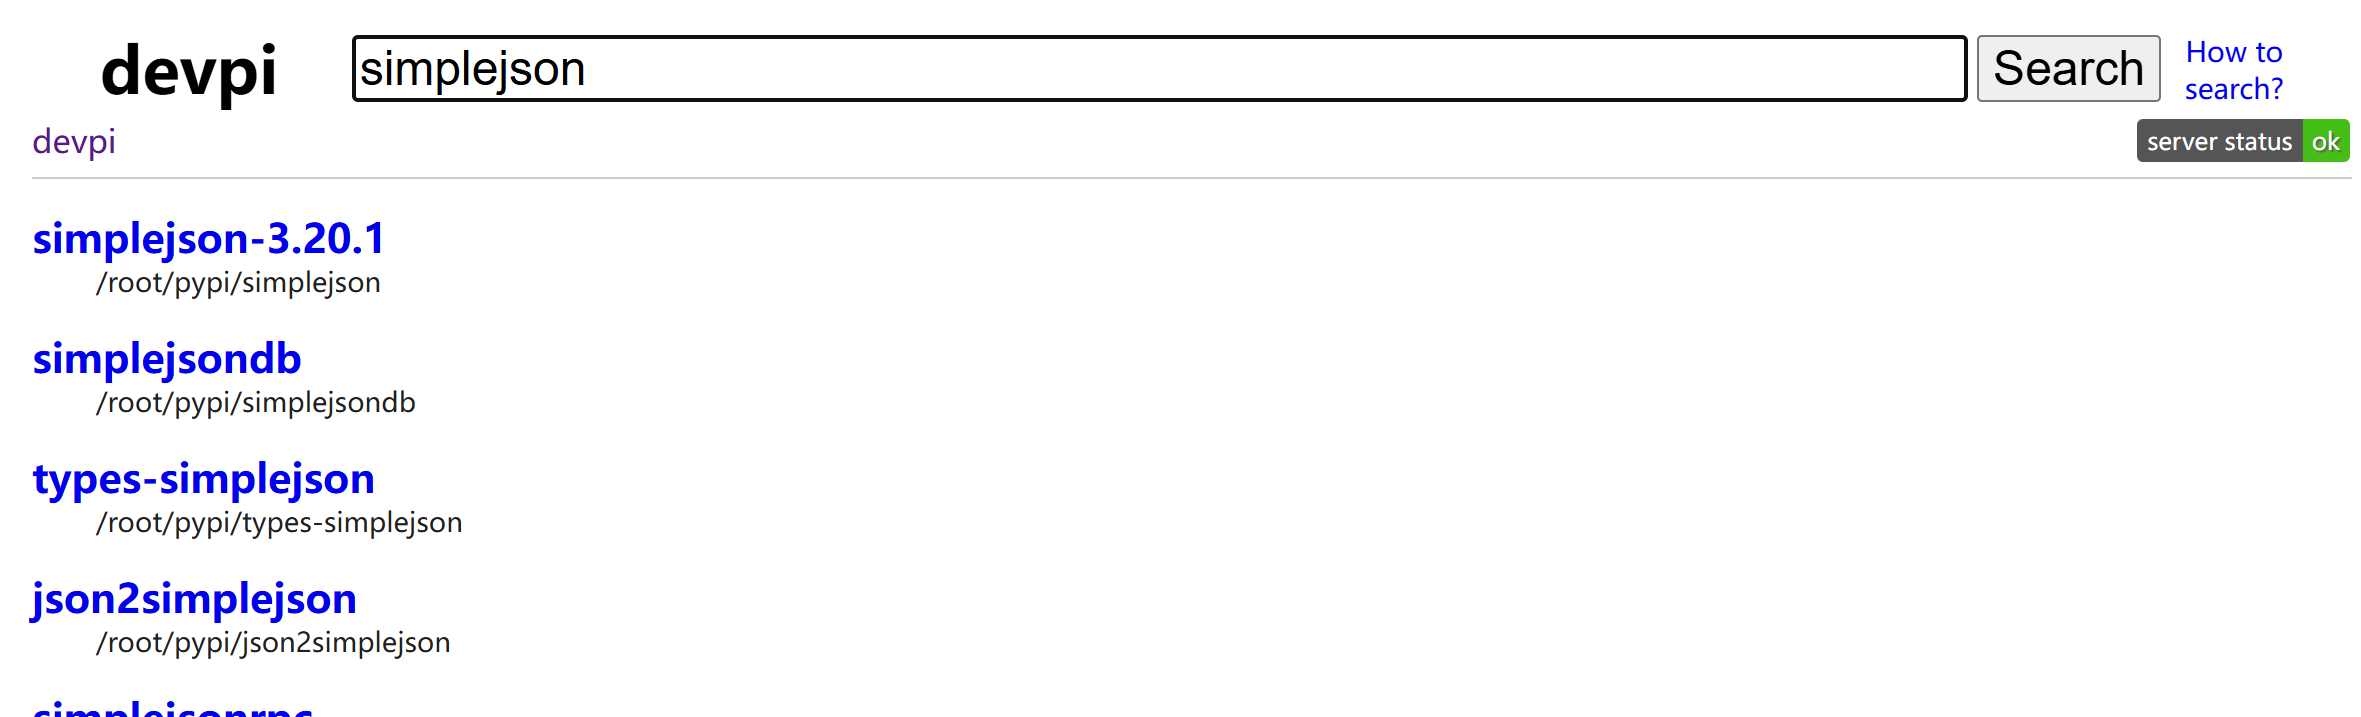 devpi
simplejson
Search
How to
search?
devpi
server status ok
simplejson-3.20.1
/root/pypi/simplejson
simplejsondb
/root/pypi/simplejsondb
types-simplejson
/root/pypi/types-simplejson
json2simplejson
/root/pypi/json2simplejson
simplejsonrpc